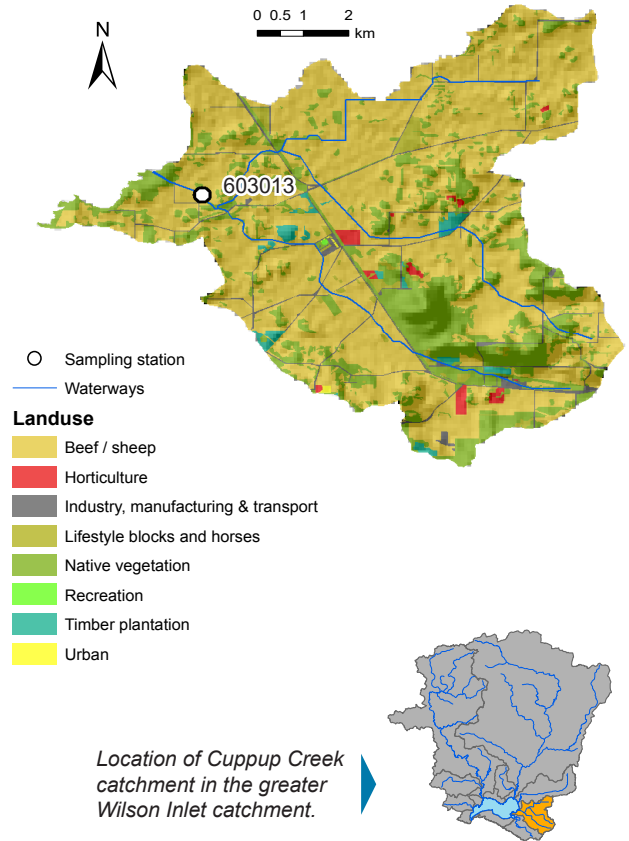 N
0 0.5 1 2
km
603013
Sampling station
Waterways
Landuse
Beef / sheep
Horticulture
Industry, manufacturing & transport
Lifestyle blocks and horses
Native vegetation
Recreation
Timber plantation
Urban
Location of Cuppup Creek
catchment in the greater
Wilson Inlet catchment.